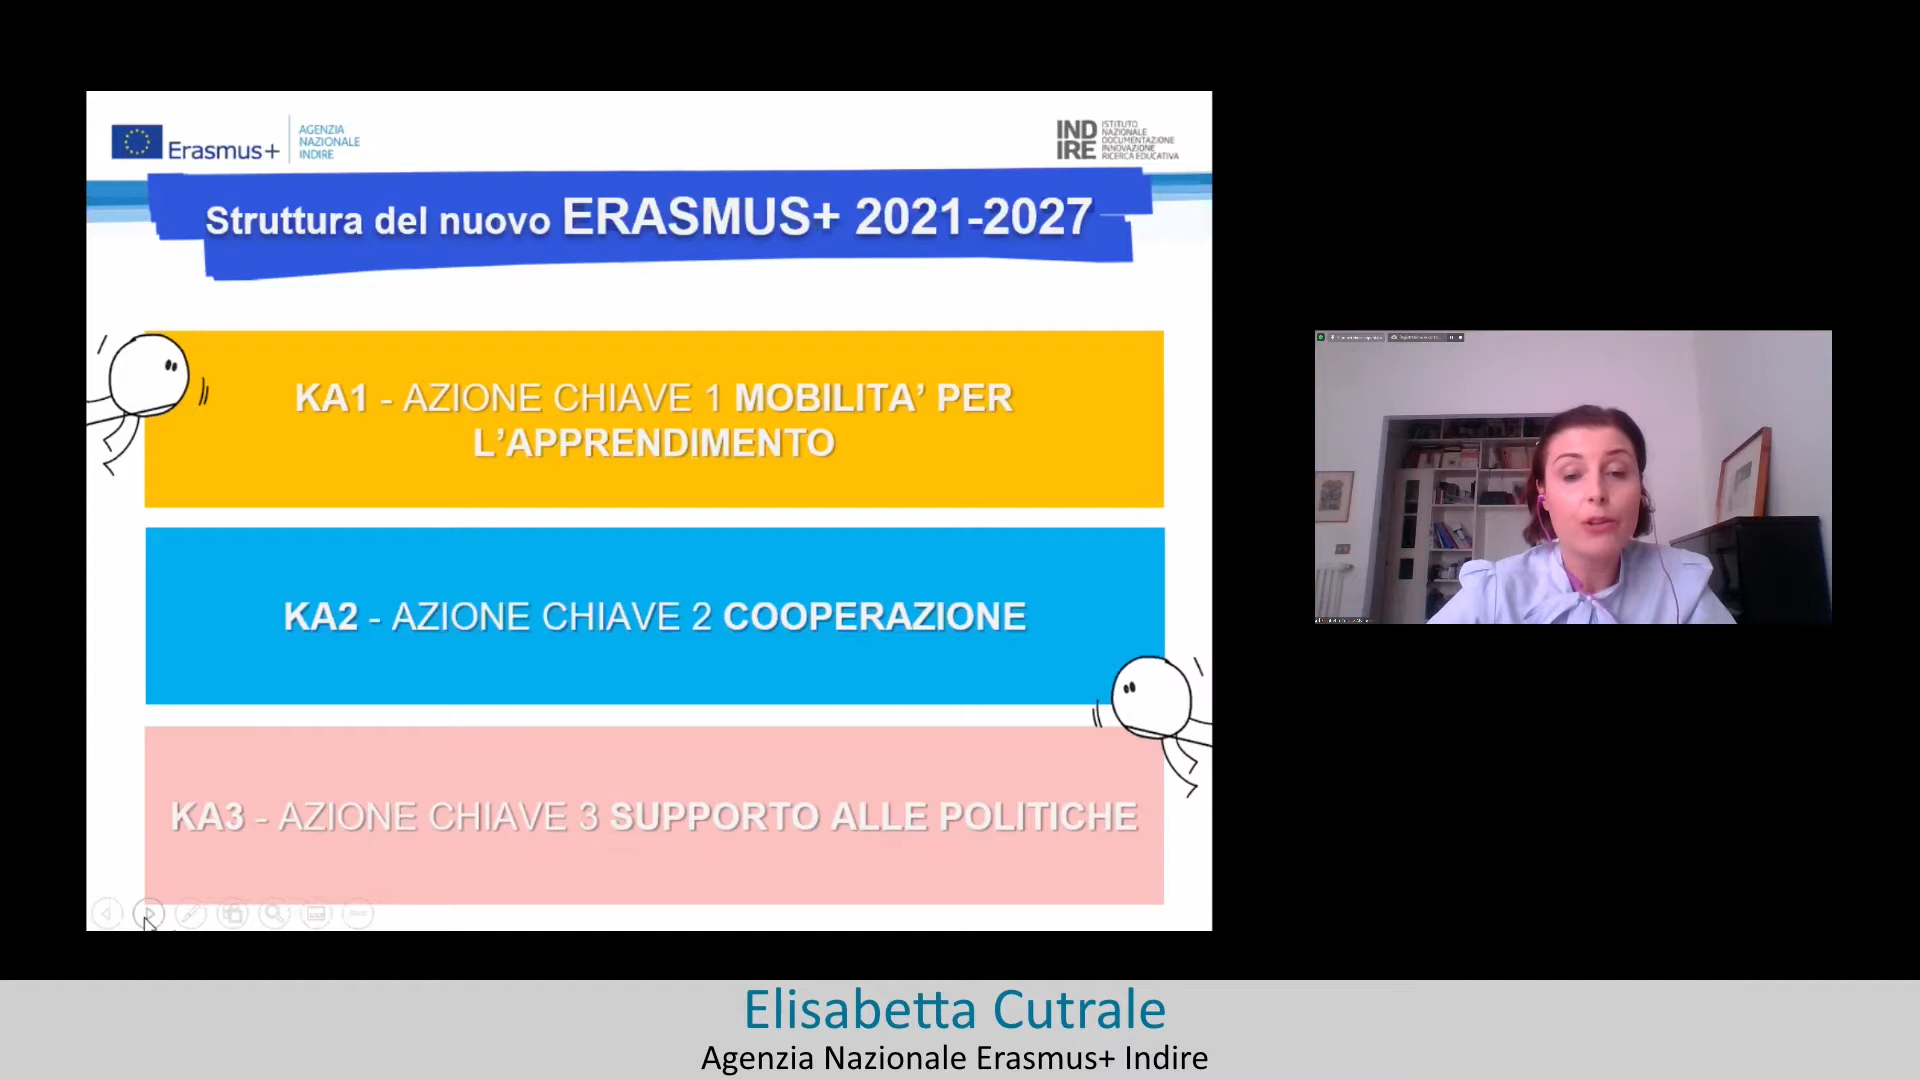 Erasmus+
AGENZIA
NAZIONALE
INDIRE
IND
IRE
ISTITUTO
NAZIONALE
DOCUMENTAZIONE
INNOVAZIONE
RICERCA EDUCATIVA
Struttura del nuovo ERASMUS+ 2021-2027
KA1 - AZIONE CHIAVE 1 MOBILITA’ PER
L’APPRENDIMENTO
KA2 - AZIONE CHIAVE 2 COOPERAZIONE
KA3 - AZIONE CHIAVE 3 SUPPORTO ALLE POLITICHE
Elisabetta Cutrale
Agenzia Nazionale Erasmus+ Indire